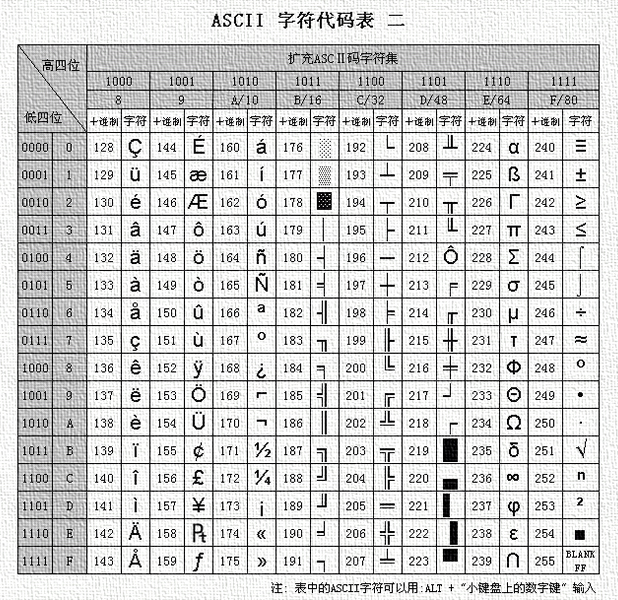 ASCII 字符代码表 二
高四位 扩充ASCⅡ码字符集
1000 1001 1010 1011 1100 1101 1110 1111
8 9 A/10 B/16 C/32 D/48 E/64 F/80
低四位 十进制 字符 十进制 字符 十进制 字符 十进制 字符 十进制 字符 十进制 字符 十进制 字符 十进制 字符
0000 0 128 Ç 144 É 160 á 176 ░ 192 └ 208 ╨ 224 α 240 ≡
0001 1 129 ü 145 æ 161 í 177 ▒ 193 ┴ 209 ╤ 225 ß 241 ±
0010 2 130 é 146 Æ 162 ó 178 ▓ 194 ┬ 210 ╥ 226 Γ 242 ≥
0011 3 131 â 147 ô 163 ú 179 │ 195 ├ 211 ╙ 227 π 243 ≤
0100 4 132 ä 148 ö 164 ñ 180 ┤ 196 ─ 212 Ô 228 Σ 244 ⌠
0101 5 133 à 149 ò 165 Ñ 181 ╡ 197 ┼ 213 ╒ 229 σ 245 ⌡
0110 6 134 å 150 û 166 ª 182 ╢ 198 ╞ 214 ╓ 230 µ 246 ÷
0111 7 135 ç 151 ù 167 º 183 ╖ 199 ╟ 215 ╫ 231 τ 247 ≈
1000 8 136 ê 152 ÿ 168 ¿ 184 ╕ 200 ╚ 216 ╪ 232 Φ 248 °
1001 9 137 ë 153 Ö 169 ⌐ 185 ╣ 201 ╔ 217 ┘ 233 Θ 249 •
1010 A 138 è 154 Ü 170 ¬ 186 ║ 202 ╩ 218 ┌ 234 Ω 250 ·
1011 B 139 ï 155 ¢ 171 ½ 187 ╗ 203 ╦ 219 █ 235 δ 251 √
1100 C 140 î 156 £ 172 ¼ 188 ╝ 204 ╠ 220 ▄ 236 ∞ 252 ⁿ
1101 D 141 ì 157 ¥ 173 ¡ 189 ╜ 205 ═ 221 ▌ 237 φ 253 ²
1110 E 142 Ä 158 ₧ 174 « 190 ╛ 206 ╬ 222 ▐ 238 ε 254 ■
1111 F 143 Å 159 ƒ 175 » 191 ┐ 207 ╧ 223 ▀ 239 ∩ 255 BLANK FF
注: 表中的ASCII字符可以用:ALT + “小键盘上的数字键” 输入